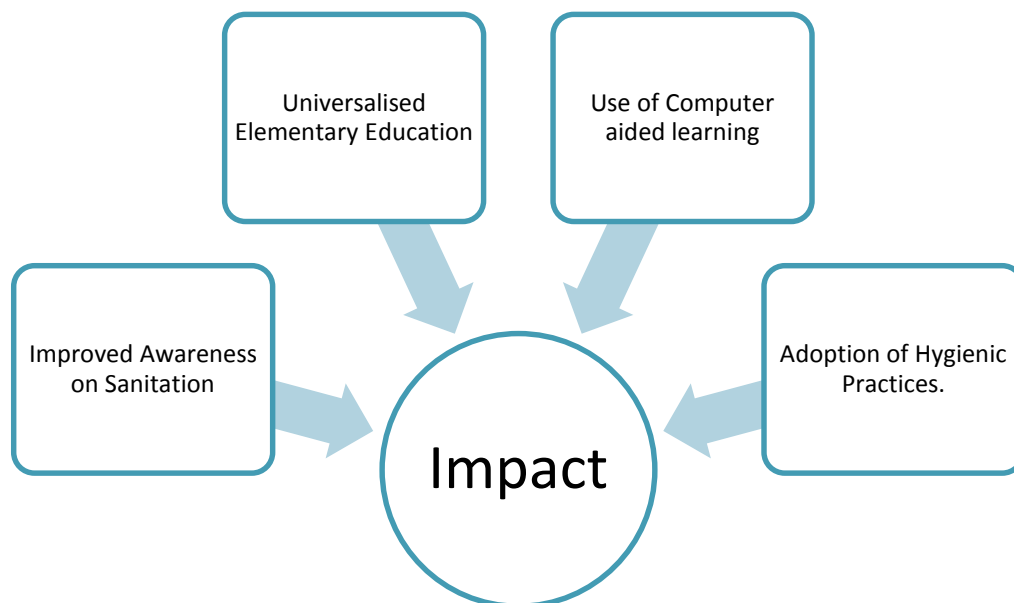 Universalised
Elementary Education
Use of Computer
aided learning
Improved Awareness
on Sanitation
Adoption of Hygienic
Practices.
Impact